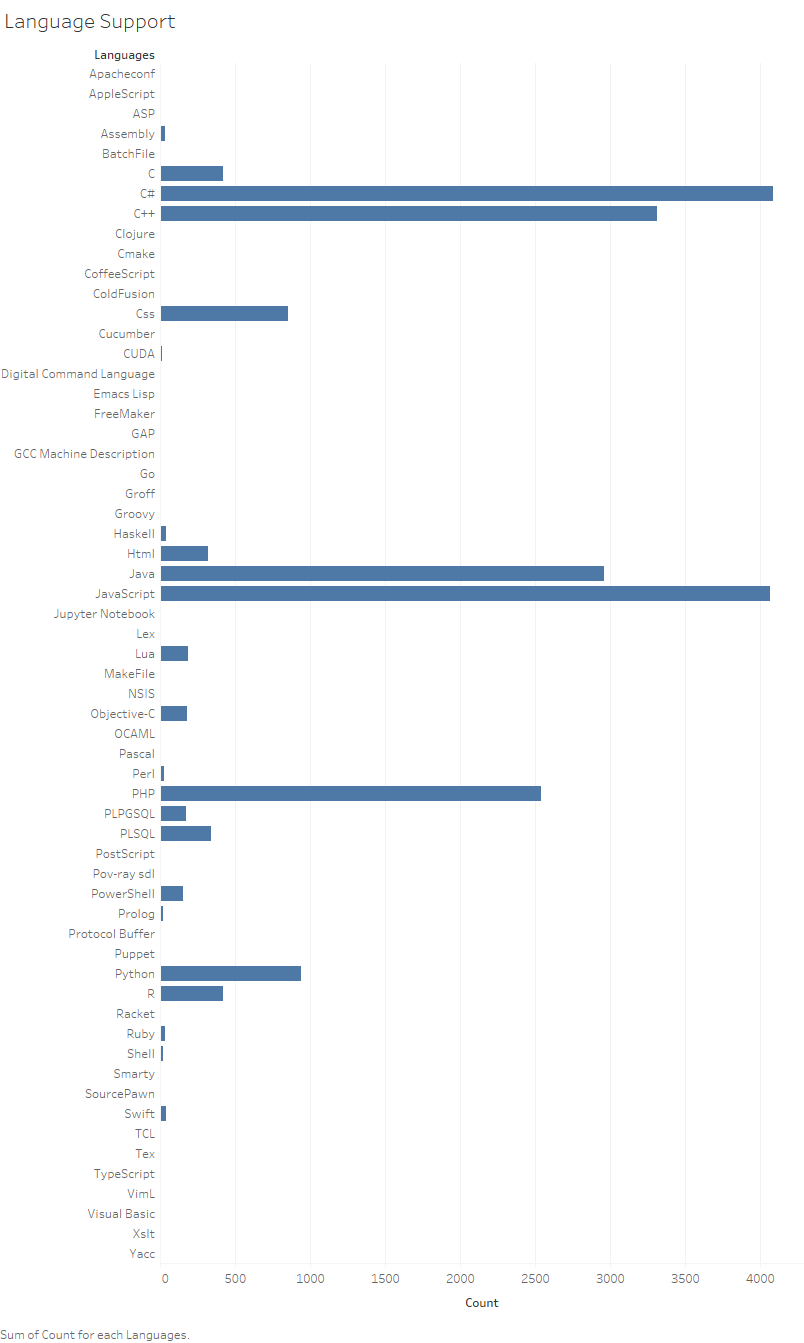 Language Support
Languages
Apacheconf
AppleScript
ASP
Assembly
BatchFile
C
C#
C++
Clojure
Cmake
CoffeeScript
ColdFusion
Css
Cucumber
CUDA
Digital Command Language
Emacs Lisp
FreeMaker
GAP
GCC Machine Description
Go
Groff
Groovy
Haskell
Html
Java
JavaScript
Jupyter Notebook
Lex
Lua
MakeFile
NSIS
Objective-C
OCAML
Pascal
Perl
PHP
PLPGSQL
PLSQL
PostScript
Pov-ray sdl
PowerShell
Prolog
Protocol Buffer
Puppet
Python
R
Racket
Ruby
Shell
Smarty
SourcePawn
Swift
TCL
Tex
TypeScript
VimL
Visual Basic
Xslt
Yacc
0 500 1000 1500 2000 2500 3000 3500 4000
Count
Sum of Count for each Languages.